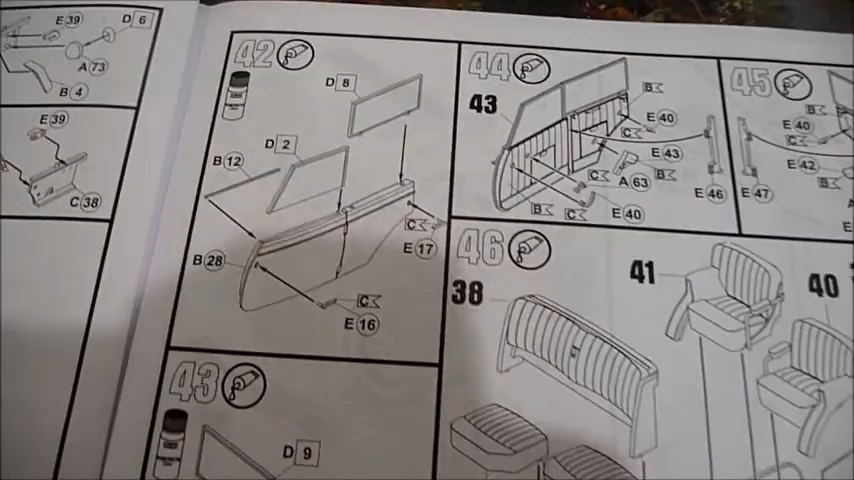 E 39
D 6
A 73
B 4
E 39
C 38
42
D 8
D 2
B 12
B 28
C
E 17
C
E 16
43
D 9
44
43
B
E 40
C
E 43
C
B
A 63
E 46
B
C
E 40
45
B
E 40
C
E 42
B
E 47
46
38
41
40